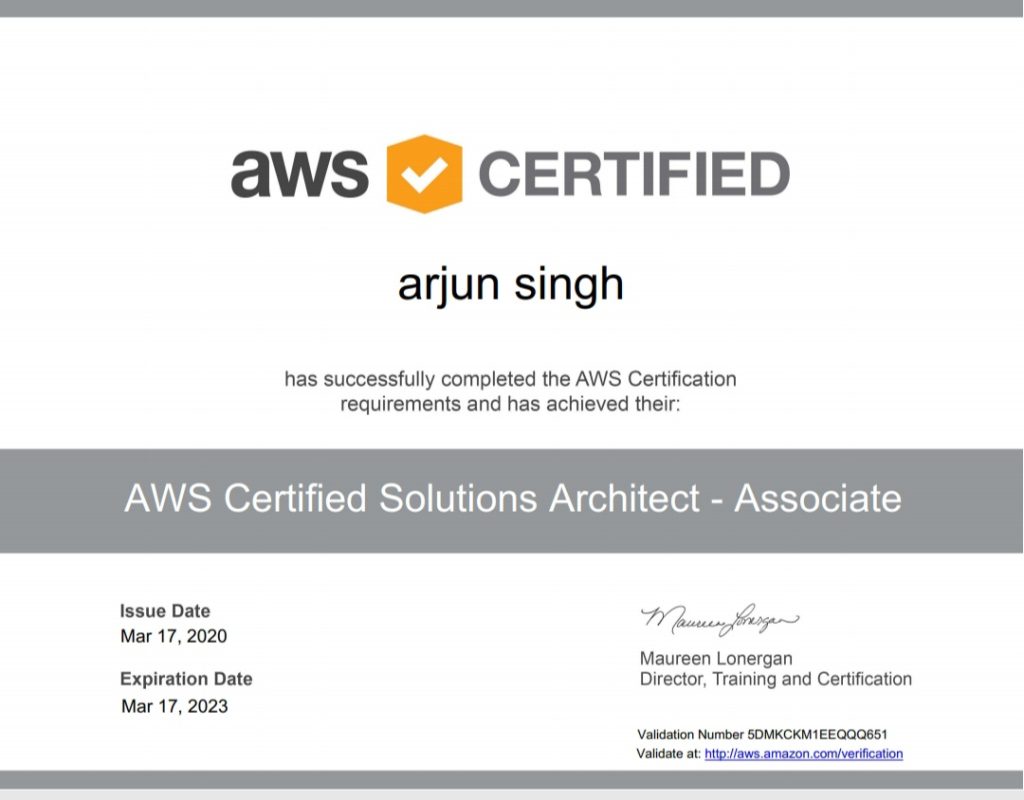 aws CERTIFIED
arjun singh
has successfully completed the AWS Certification
requirements and has achieved their:
AWS Certified Solutions Architect - Associate
Issue Date
Mar 17, 2020
Expiration Date
Mar 17, 2023
Maureen Lonergan
Maureen Lonergan
Director, Training and Certification
Validation Number 5DMKCKM1EEQQQ651
Validate at: http://aws.amazon.com/verification